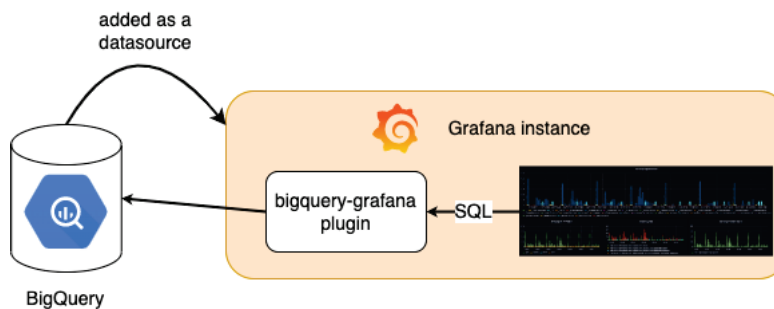 added as a
datasource
Grafana instance
bigquery-grafana
plugin
SQL
BigQuery